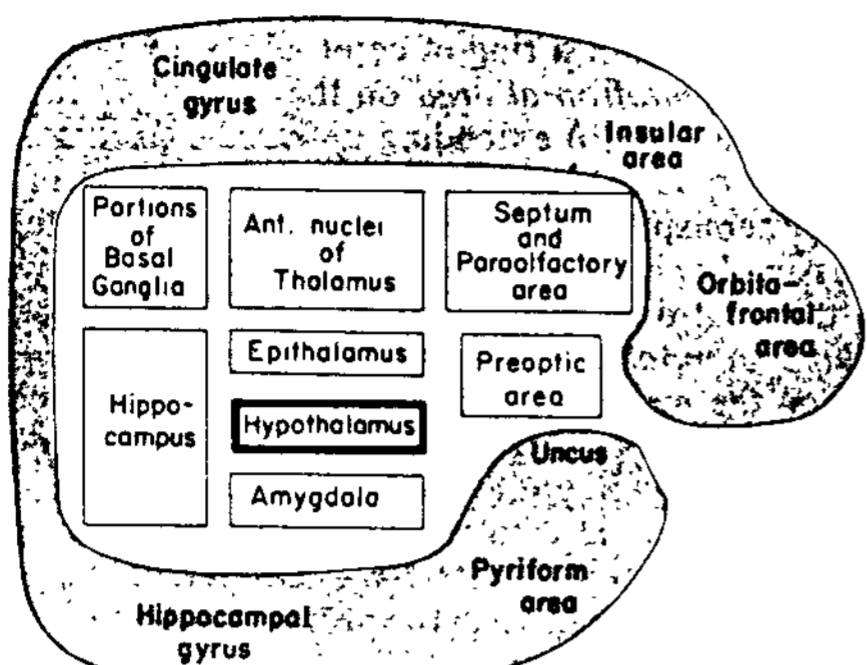 Cingulate
gyrus
Insular
area
Portions
of
Basal
Ganglia
Ant. nuclei
of
Thalamus
Septum
and
Paraolfactory
area
Orbito-
frontal
area
Epithalamus
Preoptic
area
Hippo-
campus
Hypothalamus
Uncus
Amygdala
Pyriform
area
Hippocampal
gyrus